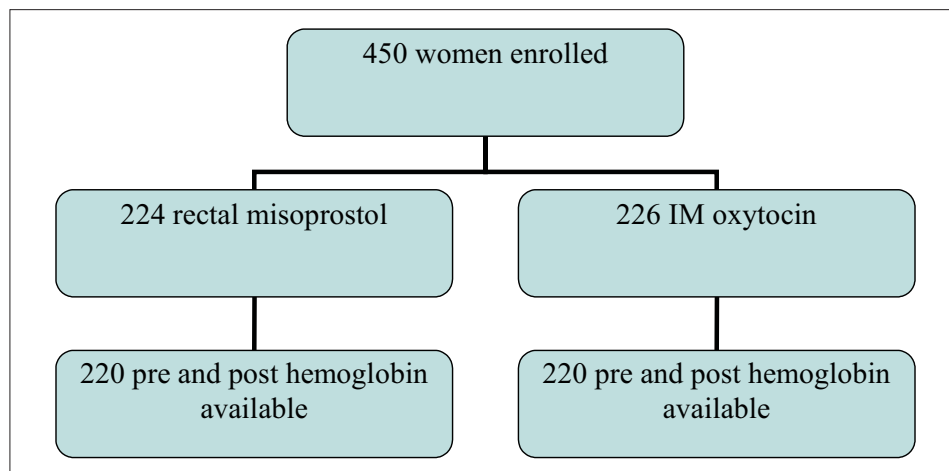 450 women enrolled
224 rectal misoprostol
226 IM oxytocin
220 pre and post hemoglobin
available
220 pre and post hemoglobin
available